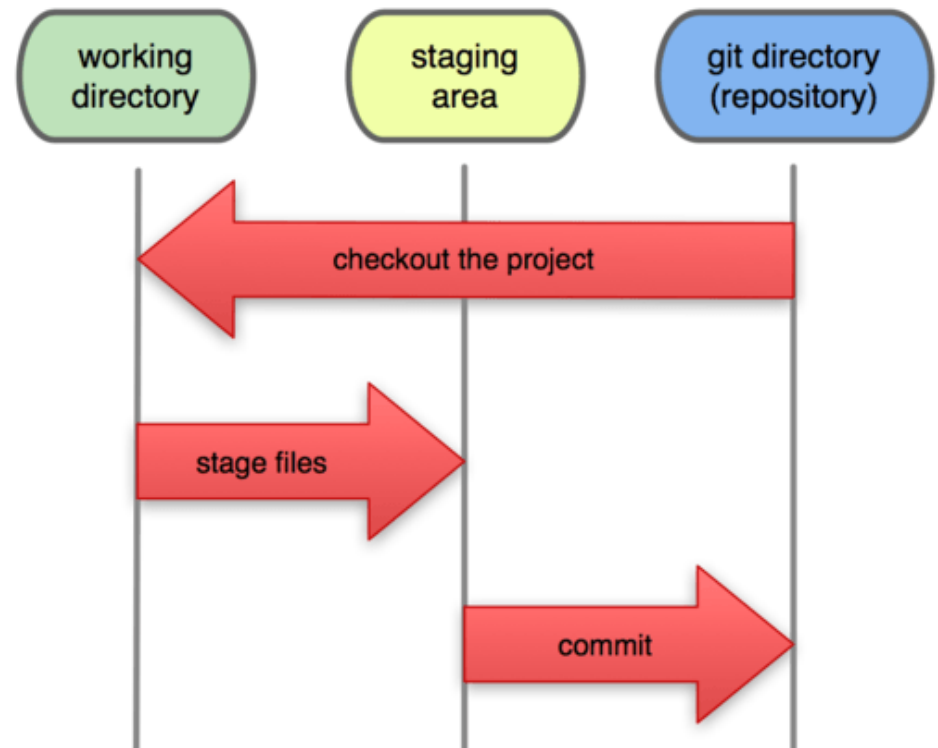 working
directory
staging
area
git directory
(repository)
checkout the project
stage files
commit